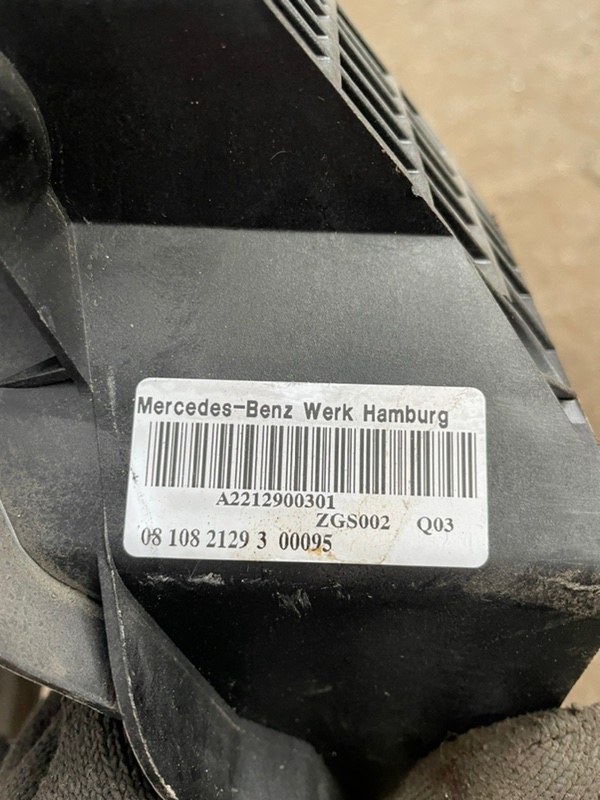 Mercedes-Benz Werk Hamburg
A2212900301
ZGS002 Q03
08 108 2129 3 00095